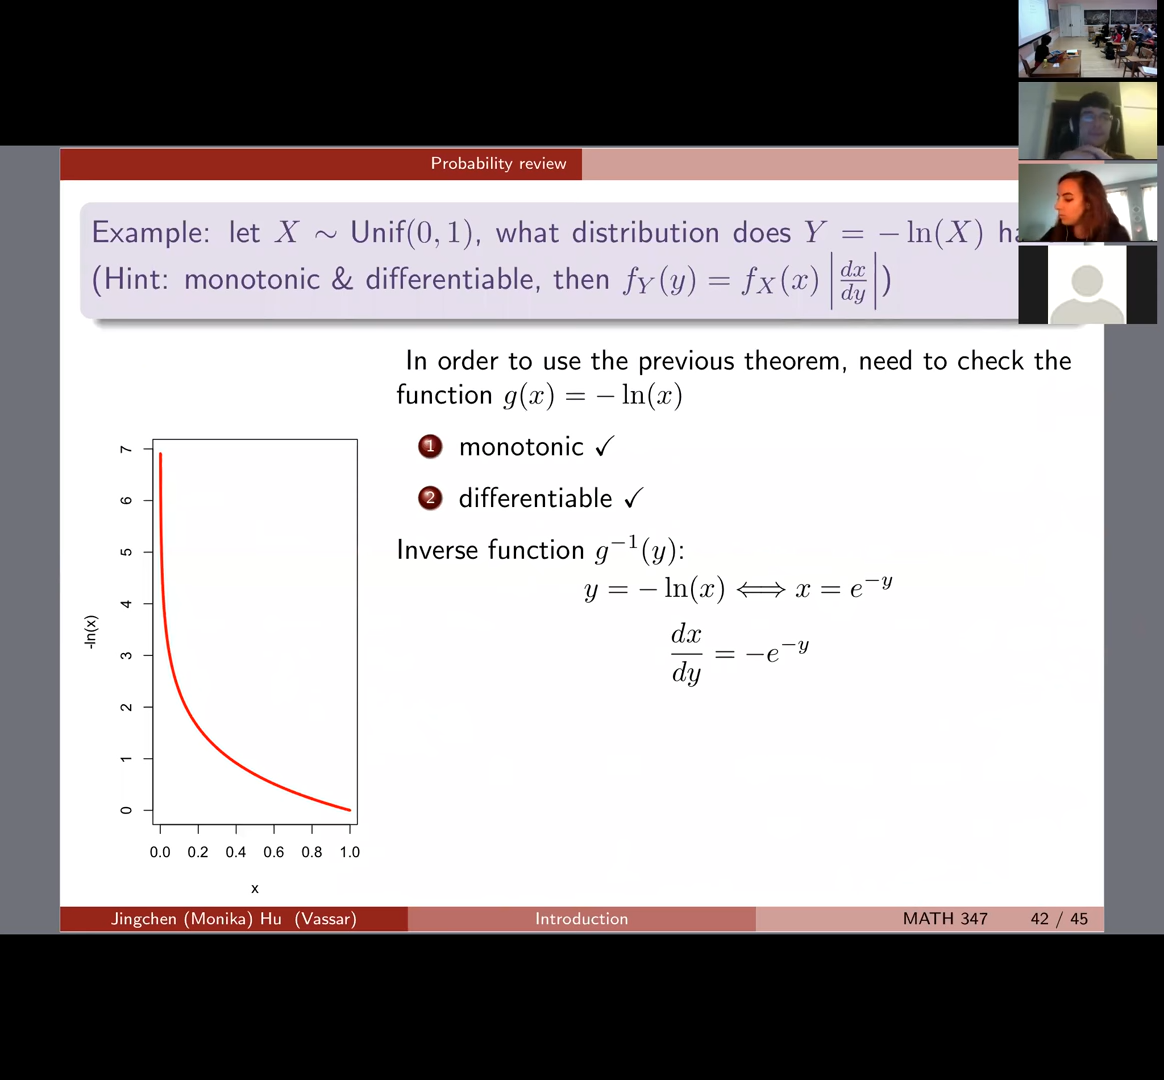 Probability review
Example: let X ∼ Unif(0, 1), what distribution does Y = − ln(X)
(Hint: monotonic & differentiable, then f_Y(y) = f_X(x) |dx/dy|)
In order to use the previous theorem, need to check the
function g(x) = − ln(x)
1 monotonic ✓
2 differentiable ✓
Inverse function g⁻¹(y):
y = − ln(x) ⟺ x = e^{−y}
dx/dy = −e^{−y}
-ln(x)
7
6
5
4
3
2
1
0
0.0 0.2 0.4 0.6 0.8 1.0
x
Jingchen (Monika) Hu (Vassar) Introduction MATH 347 42 / 45